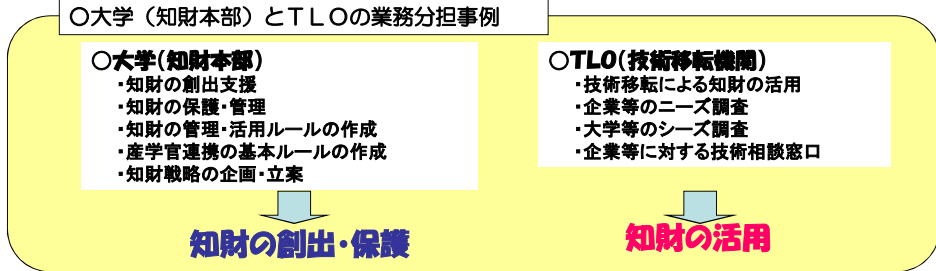 ○大学（知財本部）とTLOの業務分担事例
○大学(知財本部)
・知財の創出支援
・知財の保護・管理
・知財の管理・活用ルールの作成
・産学官連携の基本ルールの作成
・知財戦略の企画・立案
知財の創出・保護
○TLO(技術移転機関)
・技術移転による知財の活用
・企業等のニーズ調査
・大学等のシーズ調査
・企業等に対する技術相談窓口
知財の活用